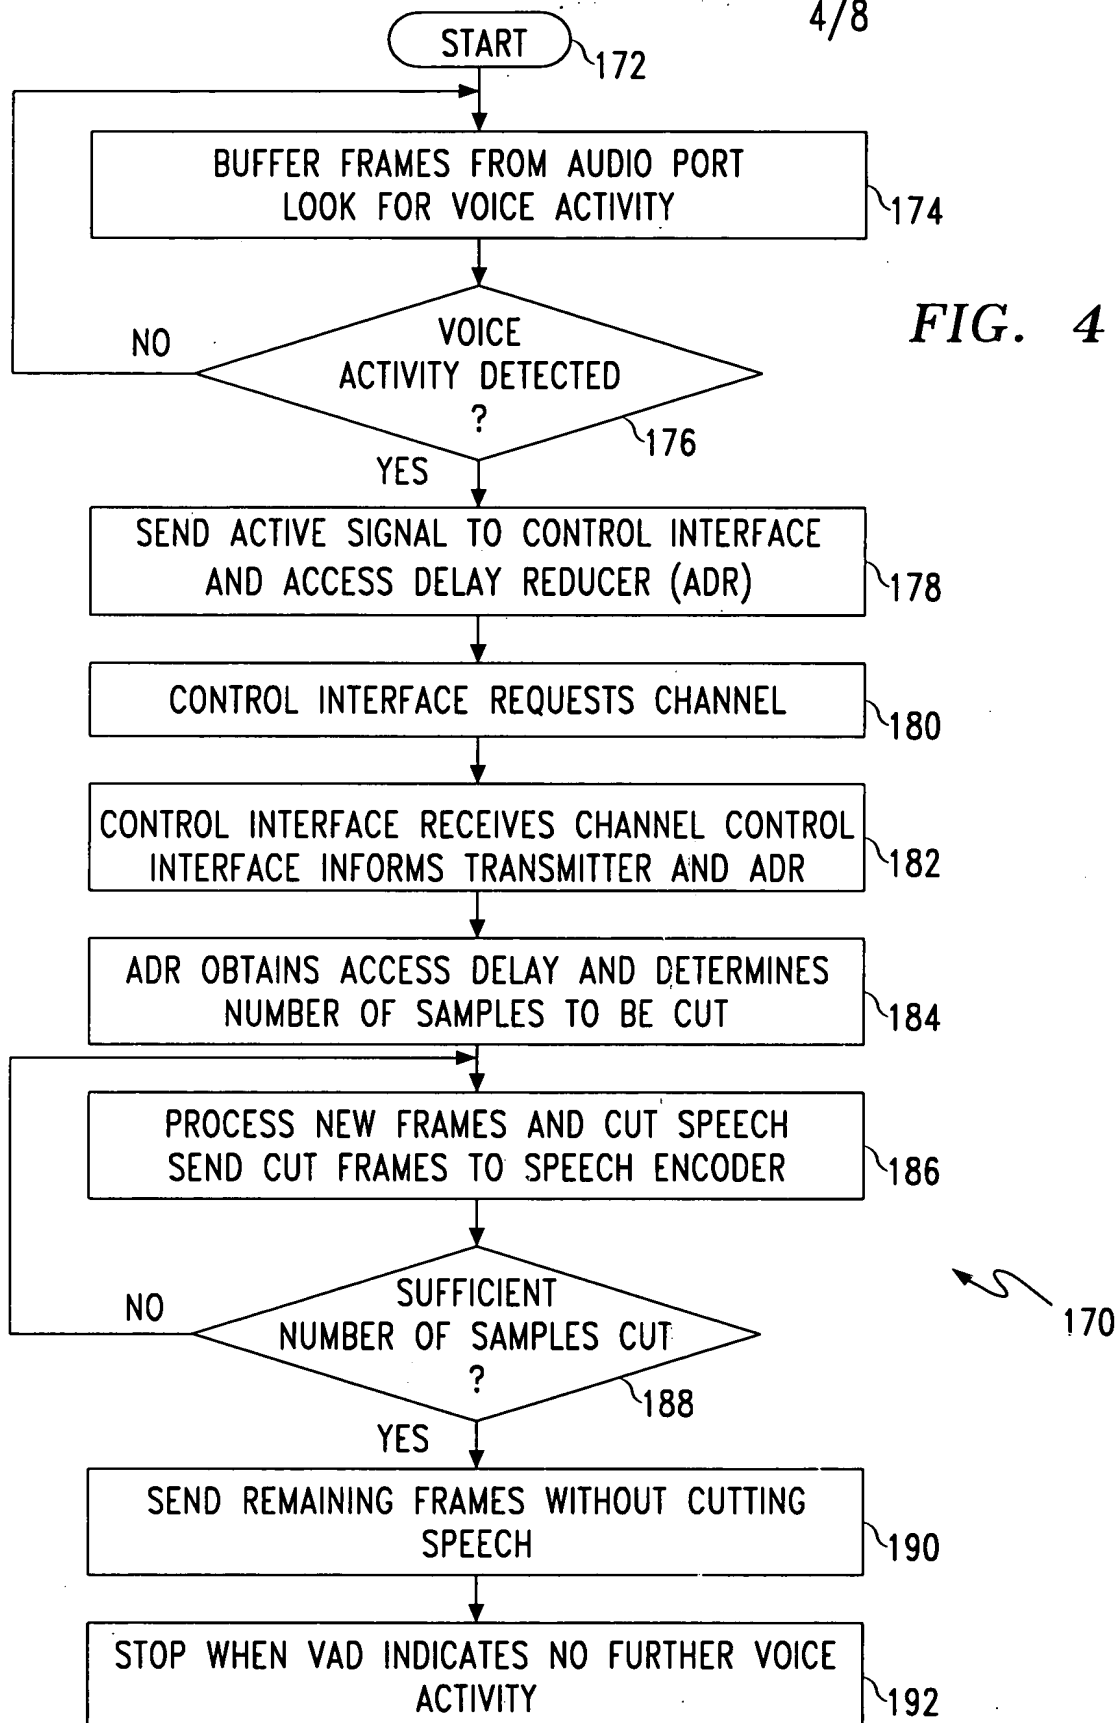 4/8
START
172
BUFFER FRAMES FROM AUDIO PORT
LOOK FOR VOICE ACTIVITY
174
FIG. 4
NO
VOICE
ACTIVITY DETECTED
?
176
YES
SEND ACTIVE SIGNAL TO CONTROL INTERFACE
AND ACCESS DELAY REDUCER (ADR)
178
CONTROL INTERFACE REQUESTS CHANNEL
180
CONTROL INTERFACE RECEIVES CHANNEL CONTROL
INTERFACE INFORMS TRANSMITTER AND ADR
182
ADR OBTAINS ACCESS DELAY AND DETERMINES
NUMBER OF SAMPLES TO BE CUT
184
PROCESS NEW FRAMES AND CUT SPEECH
SEND CUT FRAMES TO SPEECH ENCODER
186
NO
SUFFICIENT
NUMBER OF SAMPLES CUT
?
188
170
YES
SEND REMAINING FRAMES WITHOUT CUTTING
SPEECH
190
STOP WHEN VAD INDICATES NO FURTHER VOICE
ACTIVITY
192